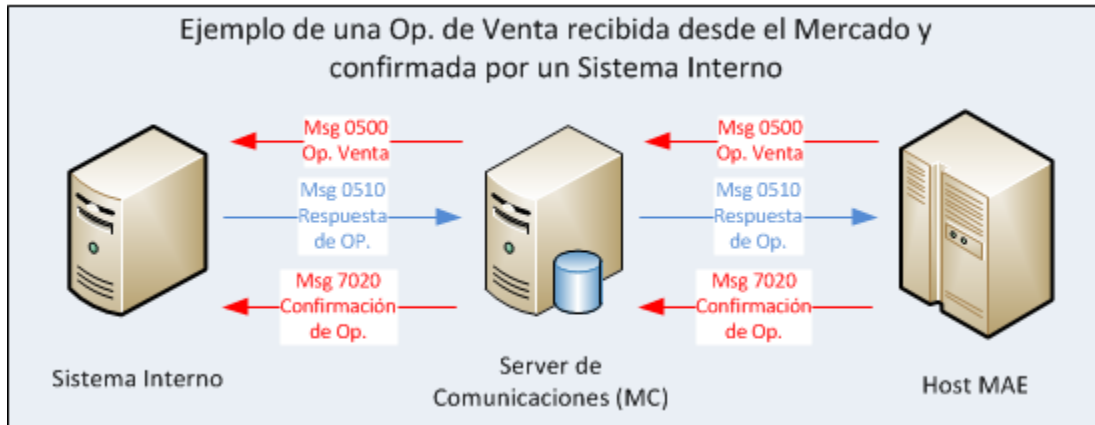 Ejemplo de una Op. de Venta recibida desde el Mercado y
confirmada por un Sistema Interno
Msg 0500
Op. Venta
Msg 0500
Op. Venta
Msg 0510
Respuesta
de OP.
Msg 0510
Respuesta
de Op.
Msg 7020
Confirmación
de Op.
Msg 7020
Confirmación
de Op.
Sistema Interno
Server de
Comunicaciones (MC)
Host MAE